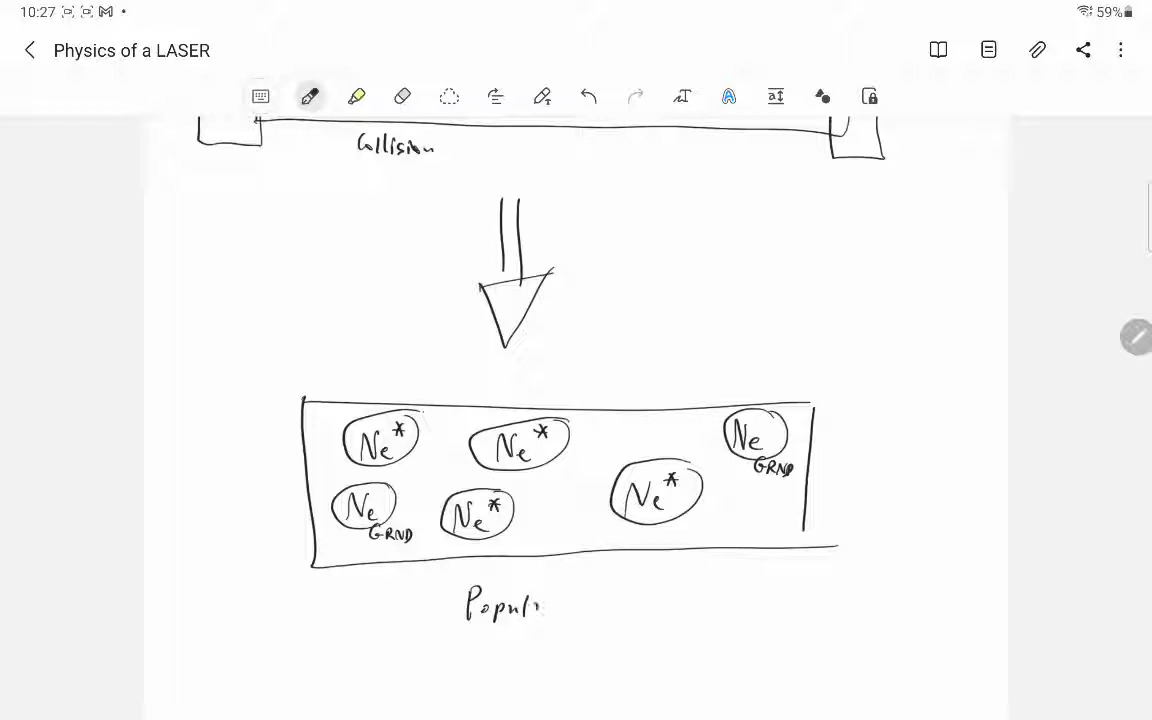 10:27
59%
Physics of a LASER
Collision
Ne* Ne* Ne GRND
Ne GRND Ne* Ne*
Popul